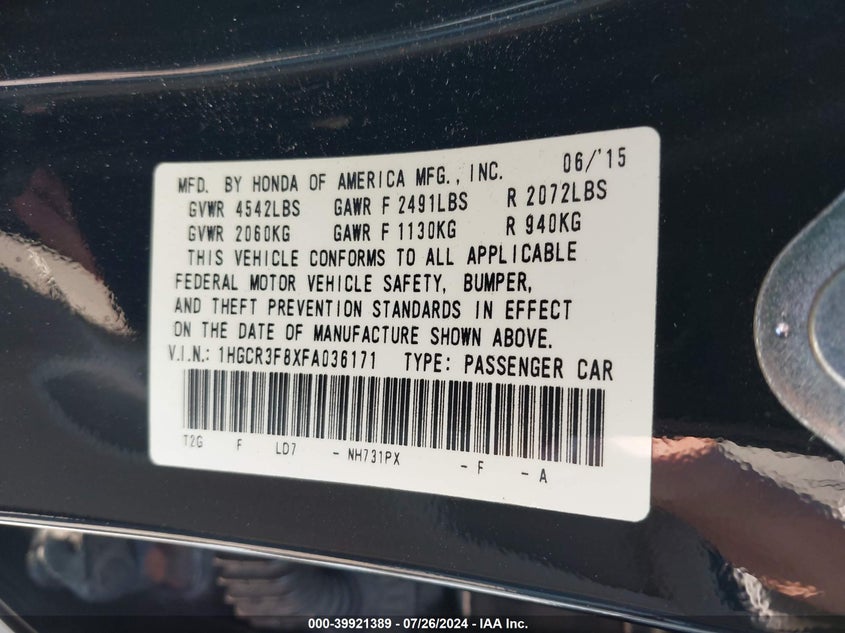 MFD. BY HONDA OF AMERICA MFG., INC. 06/'15
GVWR 4542LBS GAWR F 2491LBS R 2072LBS
GVWR 2060KG GAWR F 1130KG R 940KG
THIS VEHICLE CONFORMS TO ALL APPLICABLE
FEDERAL MOTOR VEHICLE SAFETY, BUMPER,
AND THEFT PREVENTION STANDARDS IN EFFECT
ON THE DATE OF MANUFACTURE SHOWN ABOVE.
V.I.N.: 1HGCR3F8XFA036171 TYPE: PASSENGER CAR
T2G F LD7 - NH731PX - F - A
000-39921389 - 07/26/2024 - IAA Inc.